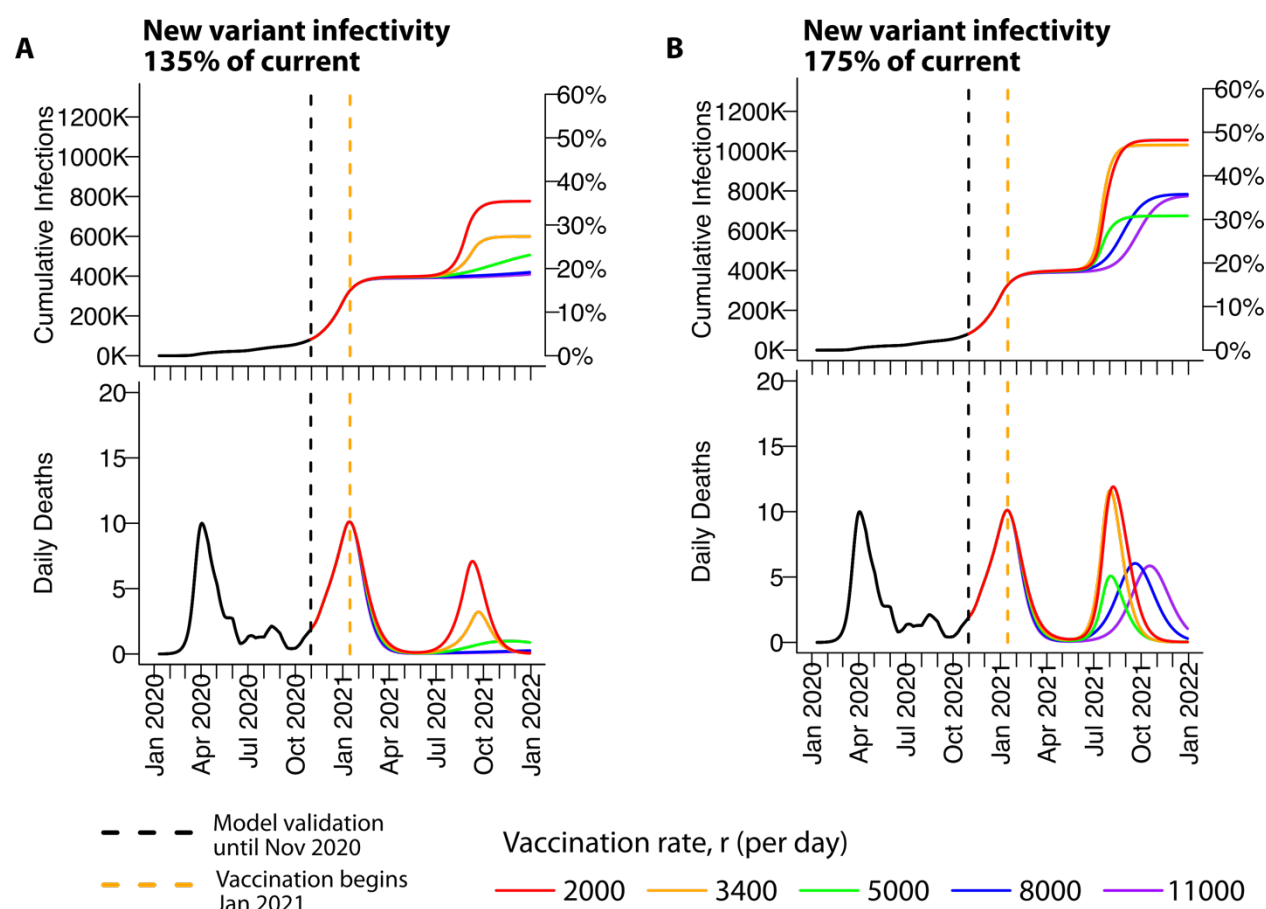 A
New variant infectivity
135% of current
Cumulative Infections
1200K
1000K
800K
600K
400K
200K
0K
60%
50%
40%
30%
20%
10%
0%
Daily Deaths
20
15
10
5
0
Jan 2020
Apr 2020
Jul 2020
Oct 2020
Jan 2021
Apr 2021
Jul 2021
Oct 2021
Jan 2022
B
New variant infectivity
175% of current
Cumulative Infections
1200K
1000K
800K
600K
400K
200K
0K
60%
50%
40%
30%
20%
10%
0%
Daily Deaths
20
15
10
5
0
Jan 2020
Apr 2020
Jul 2020
Oct 2020
Jan 2021
Apr 2021
Jul 2021
Oct 2021
Jan 2022
Model validation
until Nov 2020
Vaccination begins
Jan 2021
Vaccination rate, r (per day)
2000 3400 5000 8000 11000